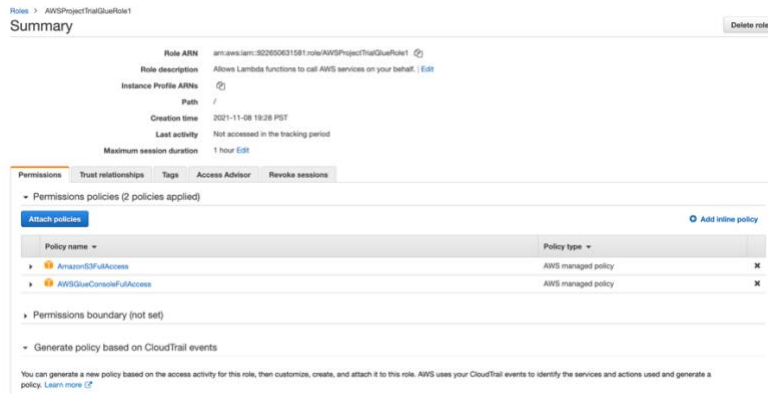 Roles > AWSProjectTrialGlueRole1
Summary
Delete role
Role ARN arn:aws:iam::922650631581:role/AWSProjectTrialGlueRole1
Role description Allows Lambda functions to call AWS services on your behalf. | Edit
Instance Profile ARNs
Path /
Creation time 2021-11-08 19:28 PST
Last activity Not accessed in the tracking period
Maximum session duration 1 hour Edit
Permissions Trust relationships Tags Access Advisor Revoke sessions
Permissions policies (2 policies applied)
Attach policies Add inline policy
Policy name Policy type
AmazonS3FullAccess AWS managed policy
AWSGlueConsoleFullAccess AWS managed policy
Permissions boundary (not set)
Generate policy based on CloudTrail events
You can generate a new policy based on the access activity for this role, then customize, create, and attach it to this role. AWS uses your CloudTrail events to identify the services and actions used and generate a
policy. Learn more